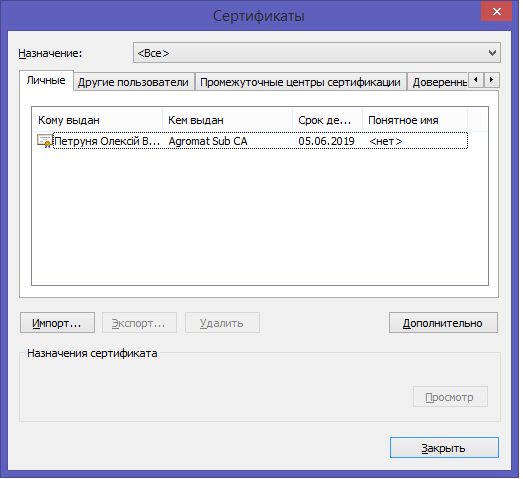 Сертификаты
Назначение: <Все>
Личные Другие пользователи Промежуточные центры сертификации Доверенны
Кому выдан Кем выдан Срок де... Понятное имя
Петруня Олексій В... Agromat Sub CA 05.06.2019 <нет>
Импорт... Экспорт... Удалить Дополнительно
Назначения сертификата
Просмотр
Закрыть